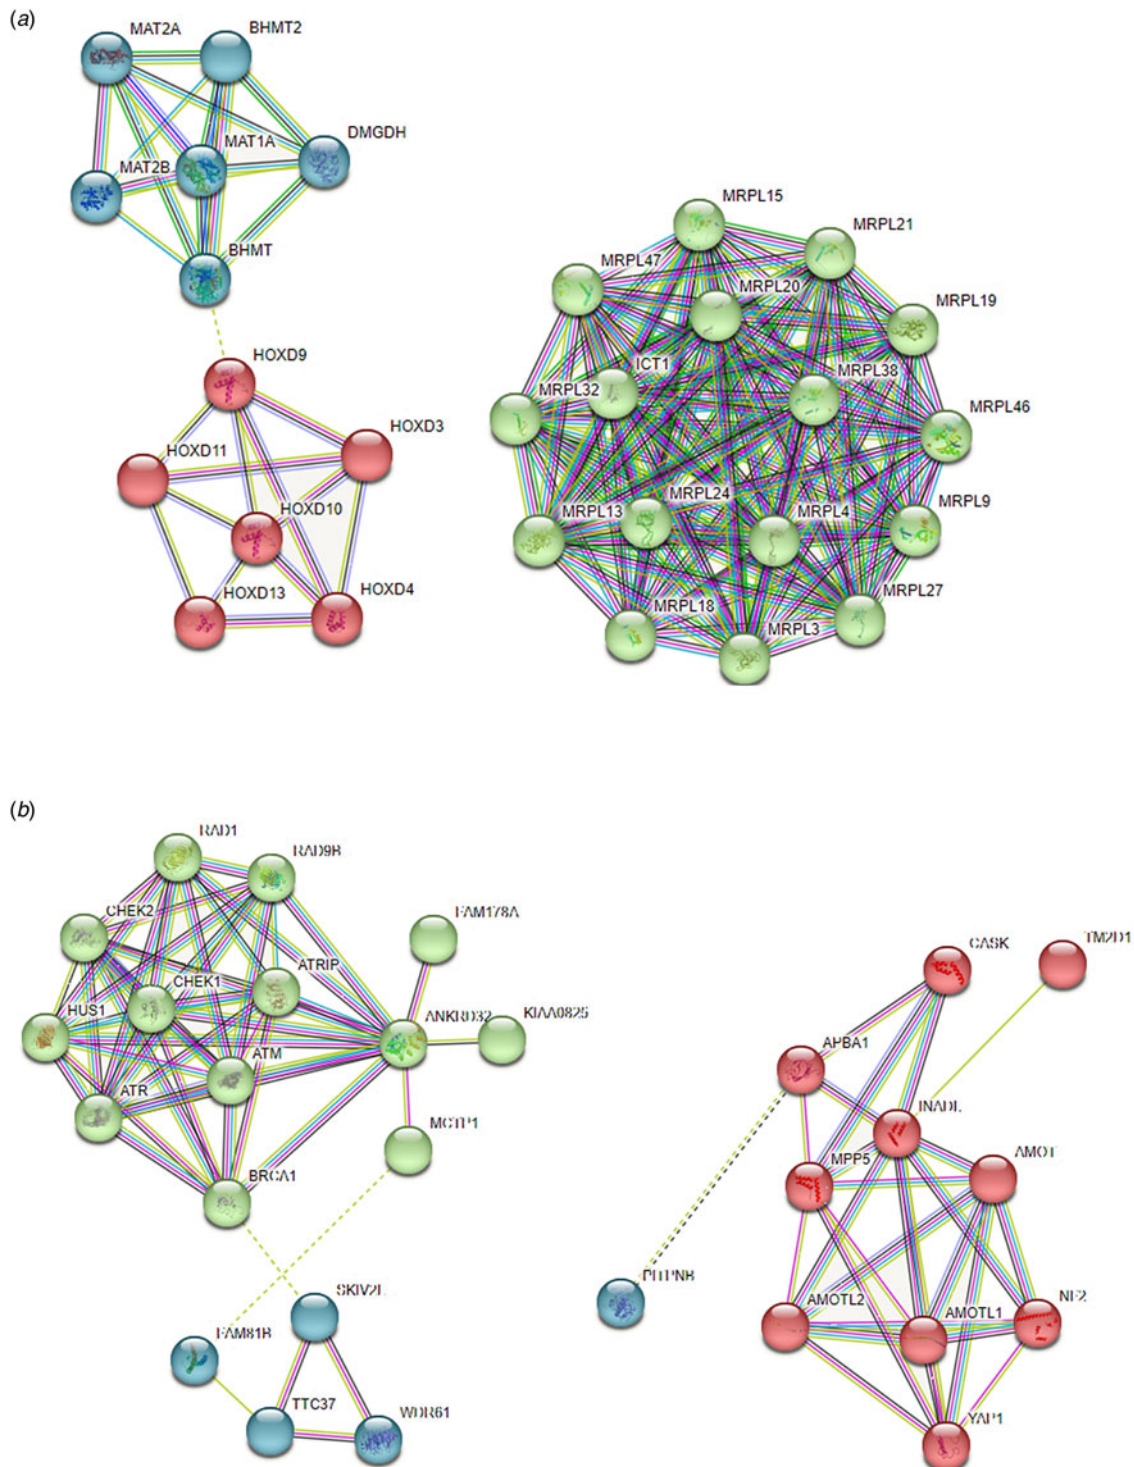 (a)
MAT2A
BHMT2
DMGDH
MAT1A
MAT2B
BHMT
HOXD9
HOXD3
HOXD11
HOXD10
HOXD13
HOXD4
MRPL15
MRPL21
MRPL47
MRPL20
MRPL19
ICT1
MRPL38
MRPL32
MRPL46
MRPL24
MRPL9
MRPL13
MRPL4
MRPL27
MRPL18
MRPL3
(b)
RAD1
RAD9B
CHEK2
FAM178A
ATRIP
CHEK1
HUS1
ANKRD32
KIAA0825
ATM
ATR
MCTP1
BRCA1
SKIV2L
FAM81B
TTC37
WDR61
CASK
TM2D1
APBA1
INADL
MPP5
AMOT
PITPNB
AMOTL2
AMOTL1
NF2
YAP1